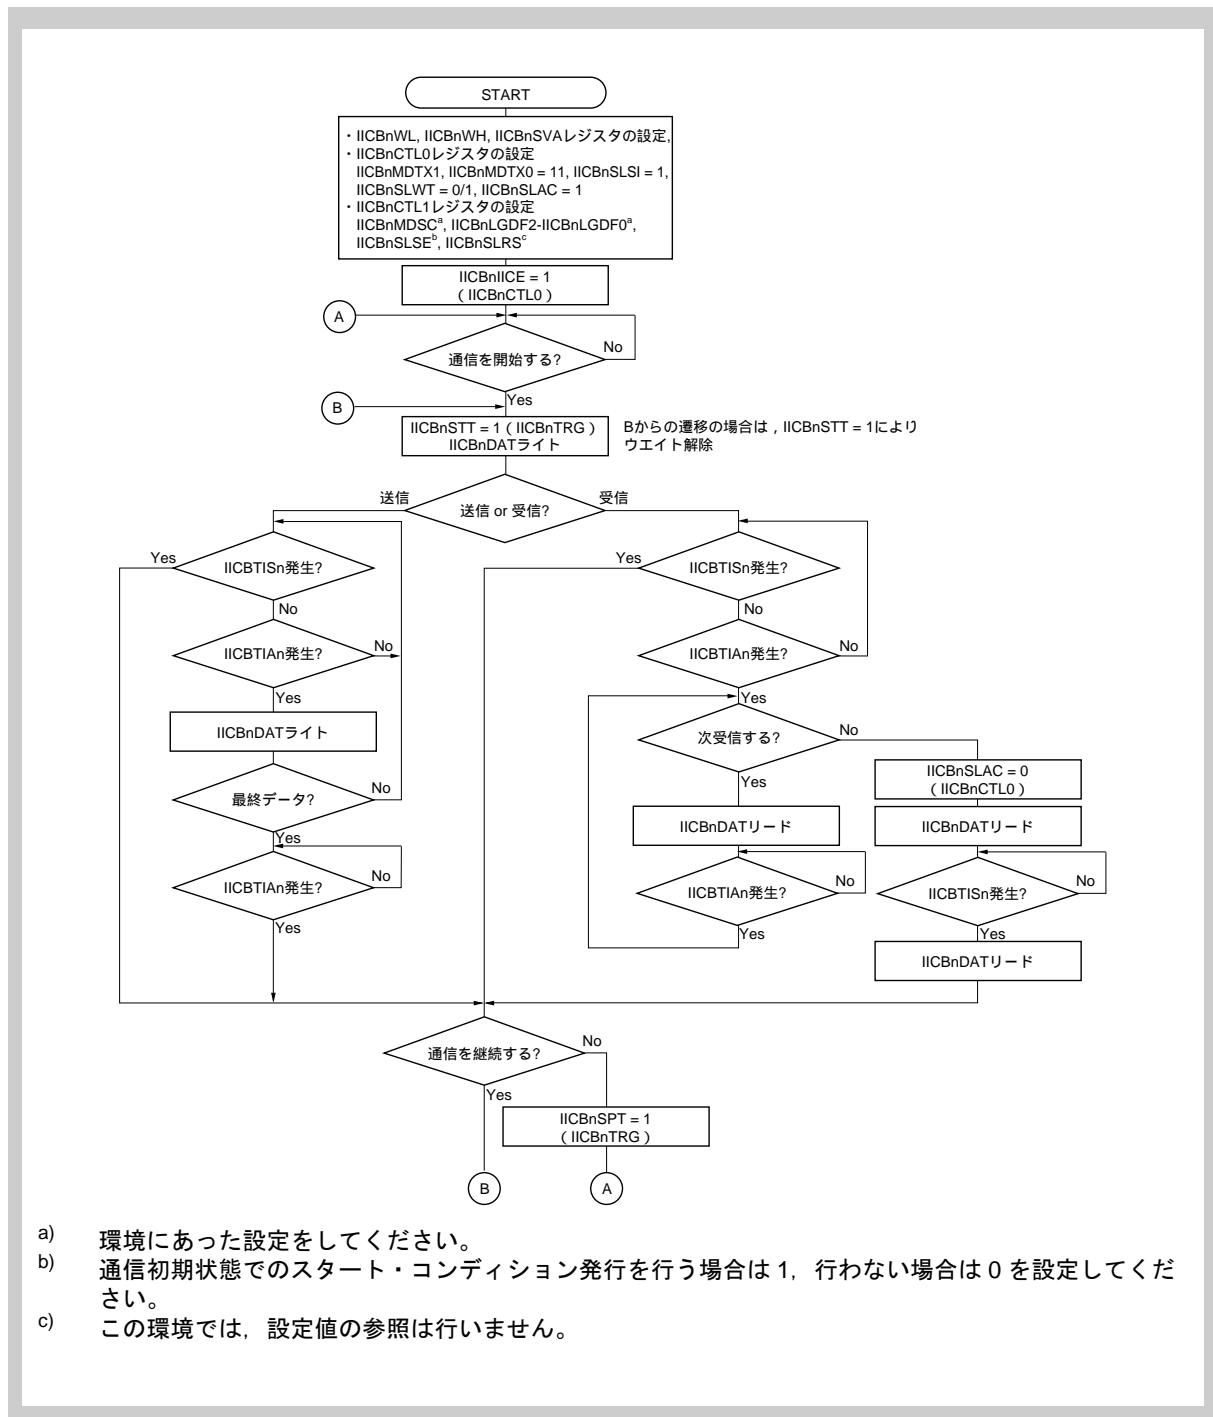 START
・IICBnWL, IICBnWH, IICBnSVAレジスタの設定,
・IICBnCTL0レジスタの設定
IICBnMDTX1, IICBnMDTX0 = 11, IICBnSLSI = 1,
IICBnSLWT = 0/1, IICBnSLAC = 1
・IICBnCTL1レジスタの設定
IICBnMDSCa, IICBnLGDF2-IICBnLGDF0a,
IICBnSLSEb, IICBnSLRSc
IICBnIICE = 1
( IICBnCTL0 )
A
通信を開始する?
No
Yes
B
IICBnSTT = 1 ( IICBnTRG )
IICBnDATライト
Bからの遷移の場合は , IICBnSTT = 1により
ウエイト解除
送信
送信 or 受信?
受信
Yes
IICBTISn発生?
Yes
IICBTISn発生?
No
No
IICBTIAn発生?
No
IICBTIAn発生?
No
Yes
Yes
IICBnDATライト
次受信する?
No
Yes
IICBnSLAC = 0
( IICBnCTL0 )
最終データ?
No
Yes
IICBnDATリード
IICBnDATリード
IICBTIAn発生?
No
Yes
IICBTIAn発生?
No
Yes
IICBTISn発生?
No
Yes
IICBnDATリード
通信を継続する?
No
Yes
IICBnSPT = 1
( IICBnTRG )
B
A
a) 環境にあった設定をしてください。
b) 通信初期状態でのスタート・コンディション発行を行う場合は 1, 行わない場合は 0 を設定してくだ
さい。
c) この環境では, 設定値の参照は行いません。